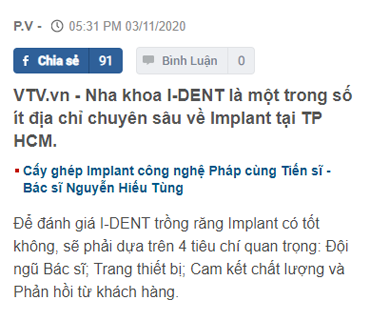 P.V - 05:31 PM 03/11/2020
f Chia sẻ 91 Bình Luận 0
VTV.vn - Nha khoa I-DENT là một trong số
ít địa chỉ chuyên sâu về Implant tại TP
HCM.
Cấy ghép Implant công nghệ Pháp cùng Tiến sĩ -
Bác sĩ Nguyễn Hiếu Tùng
Để đánh giá I-DENT trồng răng Implant có tốt
không, sẽ phải dựa trên 4 tiêu chí quan trọng: Đội
ngũ Bác sĩ; Trang thiết bị; Cam kết chất lượng và
Phản hồi từ khách hàng.